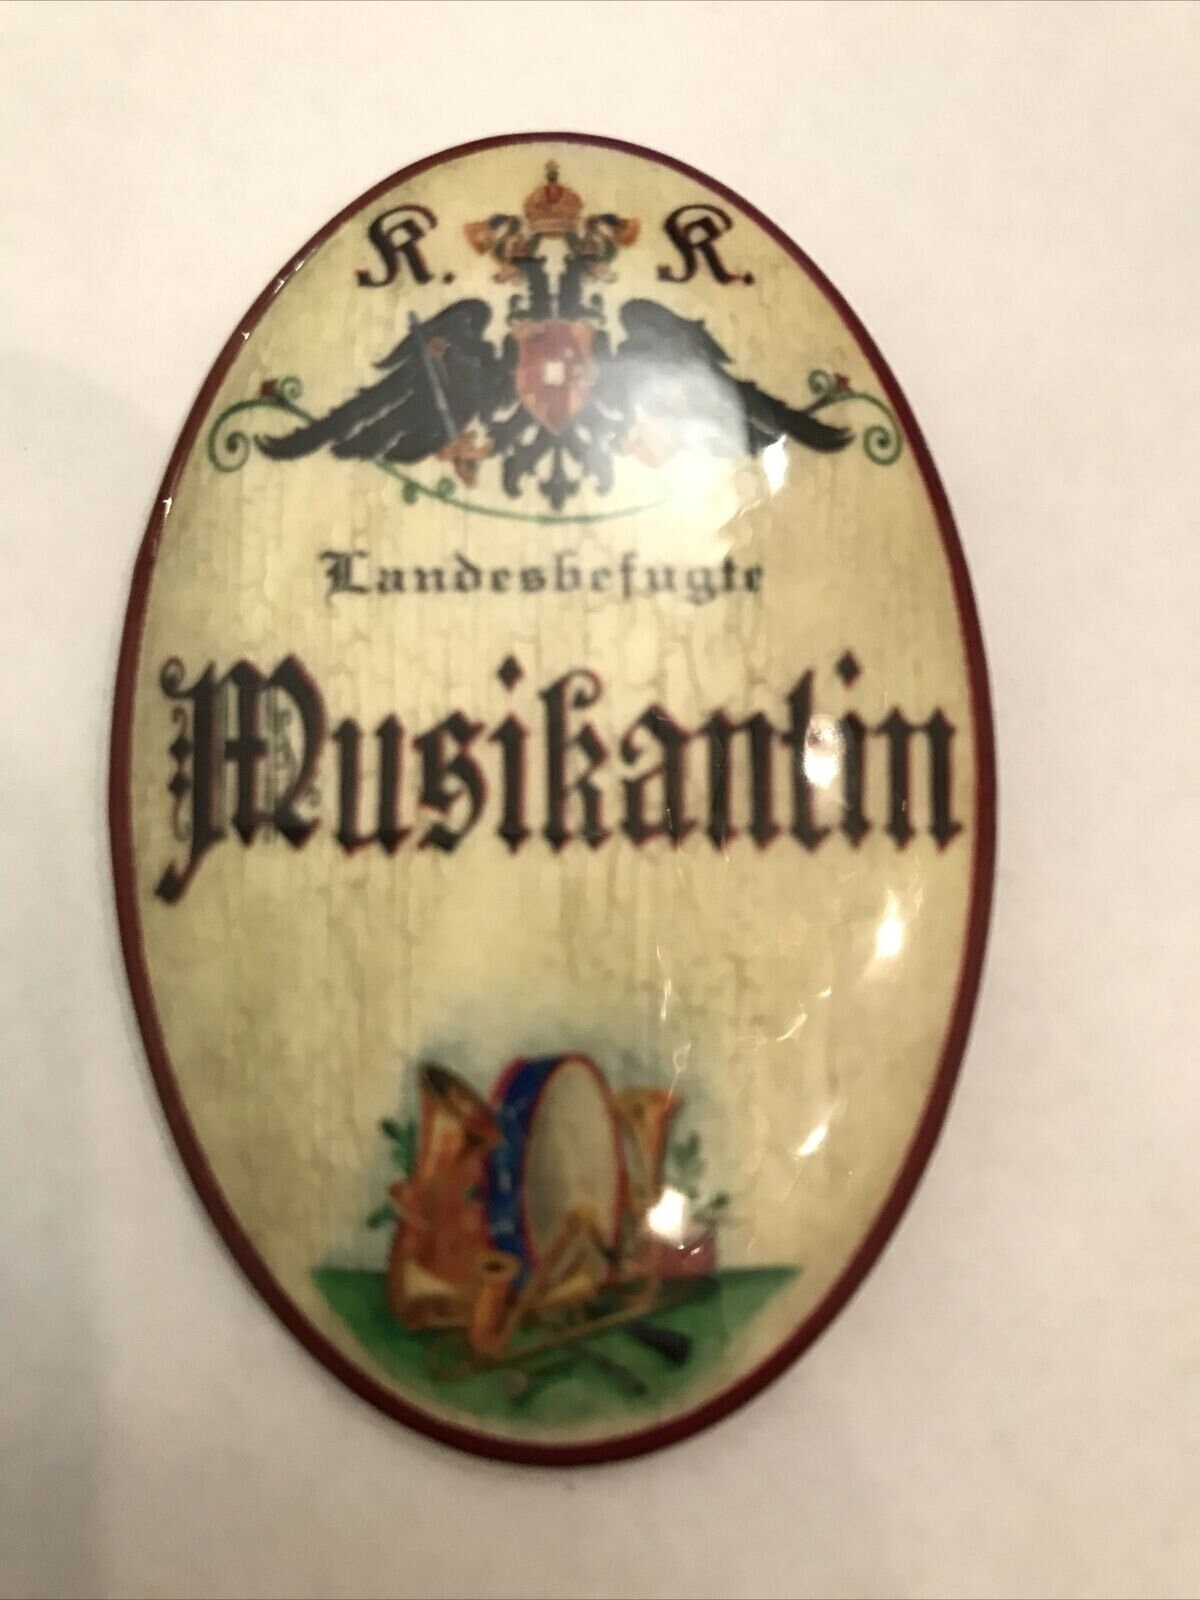 K. K.
Landesbefugte
Musikantin